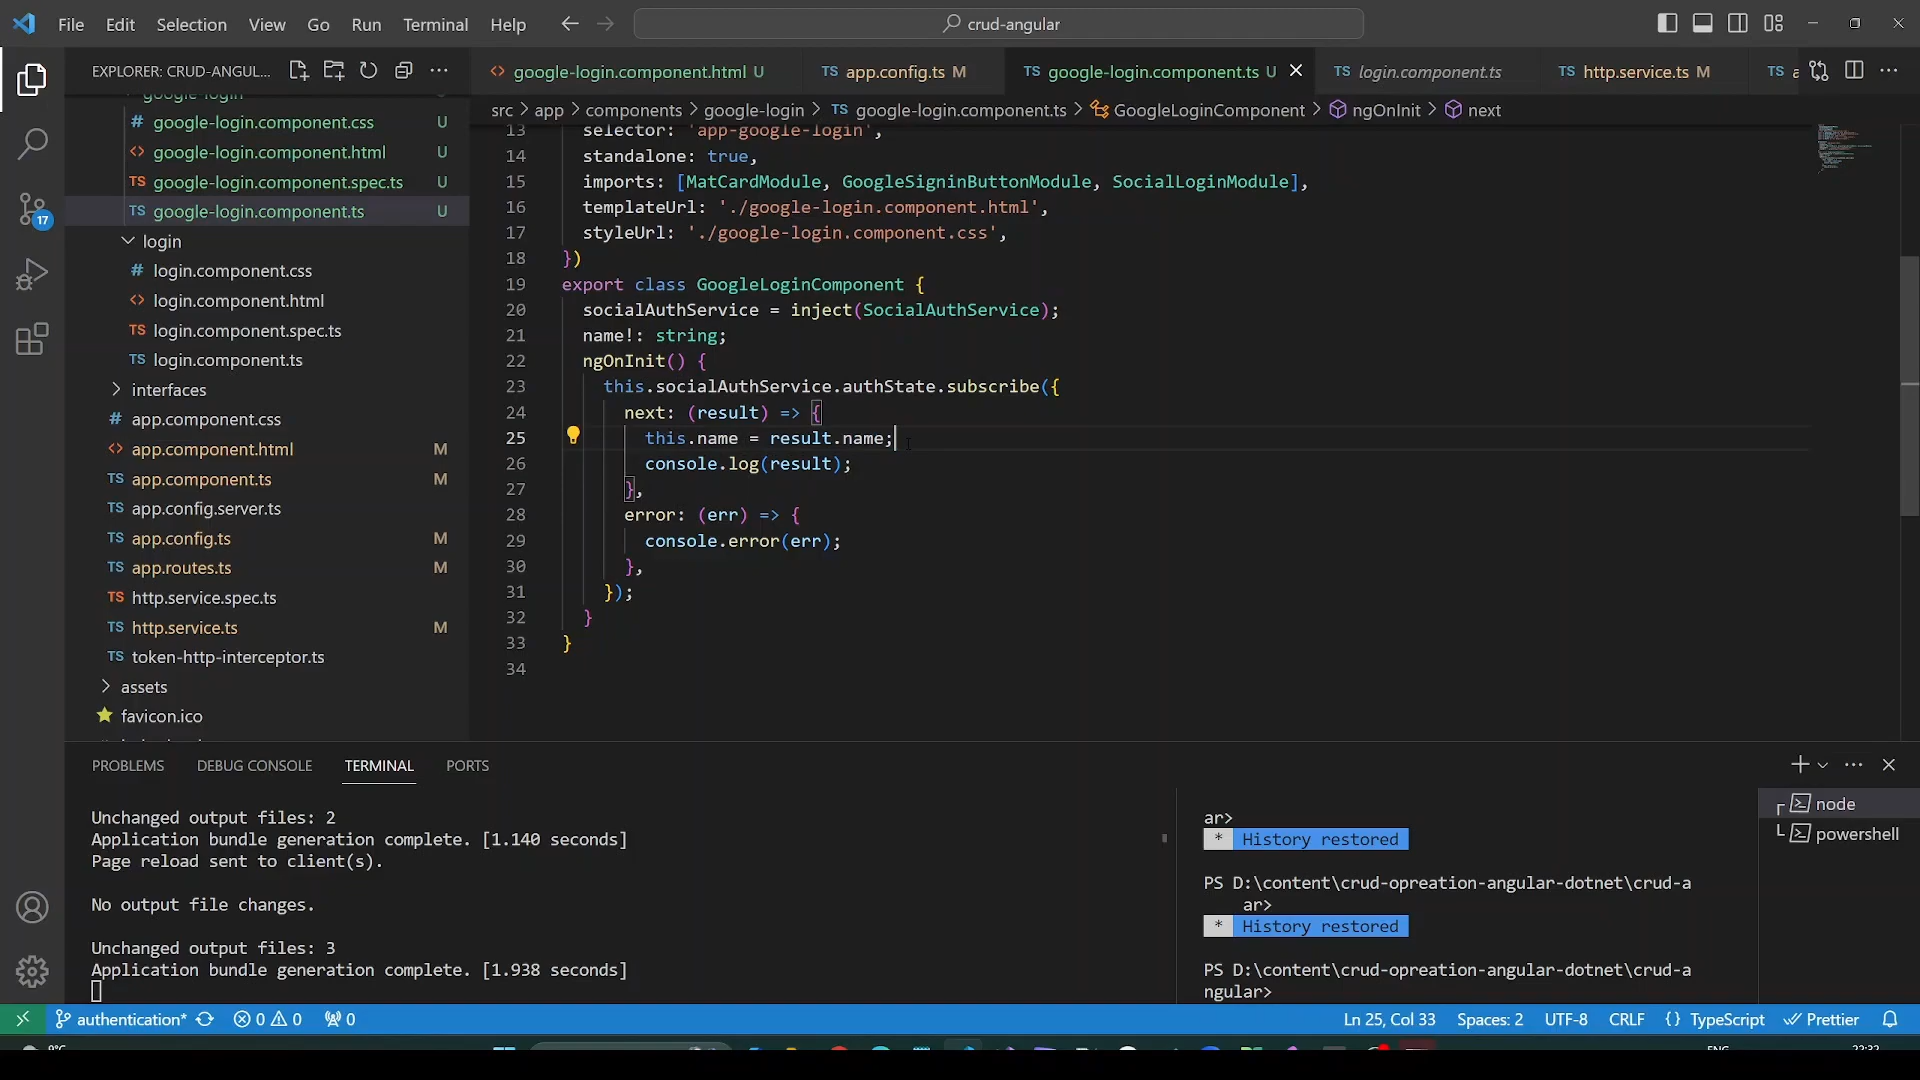 File Edit Selection View Go Run Terminal Help
crud-angular
EXPLORER: CRUD-ANGUL...
google-login.component.html U
app.config.ts M
google-login.component.ts U
login.component.ts
http.service.ts M
src > app > components > google-login > TS google-login.component.ts > GoogleLoginComponent > ngOnInit > next
google-login
# google-login.component.css U
<> google-login.component.html U
TS google-login.component.spec.ts U
TS google-login.component.ts U
login
# login.component.css
<> login.component.html
TS login.component.spec.ts
TS login.component.ts
interfaces
# app.component.css
<> app.component.html M
TS app.component.ts M
TS app.config.server.ts
TS app.config.ts M
TS app.routes.ts M
TS http.service.spec.ts
TS http.service.ts M
TS token-http-interceptor.ts
assets
favicon.ico
17
13 selector: 'app-google-login',
14 standalone: true,
15 imports: [MatCardModule, GoogleSigninButtonModule, SocialLoginModule],
16 templateUrl: './google-login.component.html',
17 styleUrl: './google-login.component.css',
18 })
19 export class GoogleLoginComponent {
20 socialAuthService = inject(SocialAuthService);
21 name!: string;
22 ngOnInit() {
23 this.socialAuthService.authState.subscribe({
24 next: (result) => {
25 this.name = result.name;
26 console.log(result);
27 },
28 error: (err) => {
29 console.error(err);
30 },
31 });
32 }
33 }
34
PROBLEMS DEBUG CONSOLE TERMINAL PORTS
Unchanged output files: 2
Application bundle generation complete. [1.140 seconds]
Page reload sent to client(s).
No output file changes.
Unchanged output files: 3
Application bundle generation complete. [1.938 seconds]
ar>
* History restored
PS D:\content\crud-opreation-angular-dotnet\crud-a
ar>
* History restored
PS D:\content\crud-opreation-angular-dotnet\crud-a
ngular>
node
powershell
authentication* 0 0 0
Ln 25, Col 33 Spaces: 2 UTF-8 CRLF {} TypeScript Prettier